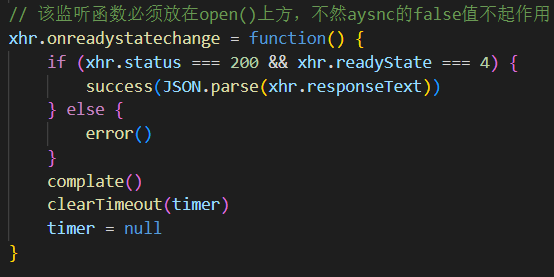 // 该监听函数必须放在open()上方，不然aysnc的false值不起作用
xhr.onreadystatechange = function() {
    if (xhr.status === 200 && xhr.readyState === 4) {
        success(JSON.parse(xhr.responseText))
    } else {
        error()
    }
    complate()
    clearTimeout(timer)
    timer = null
}